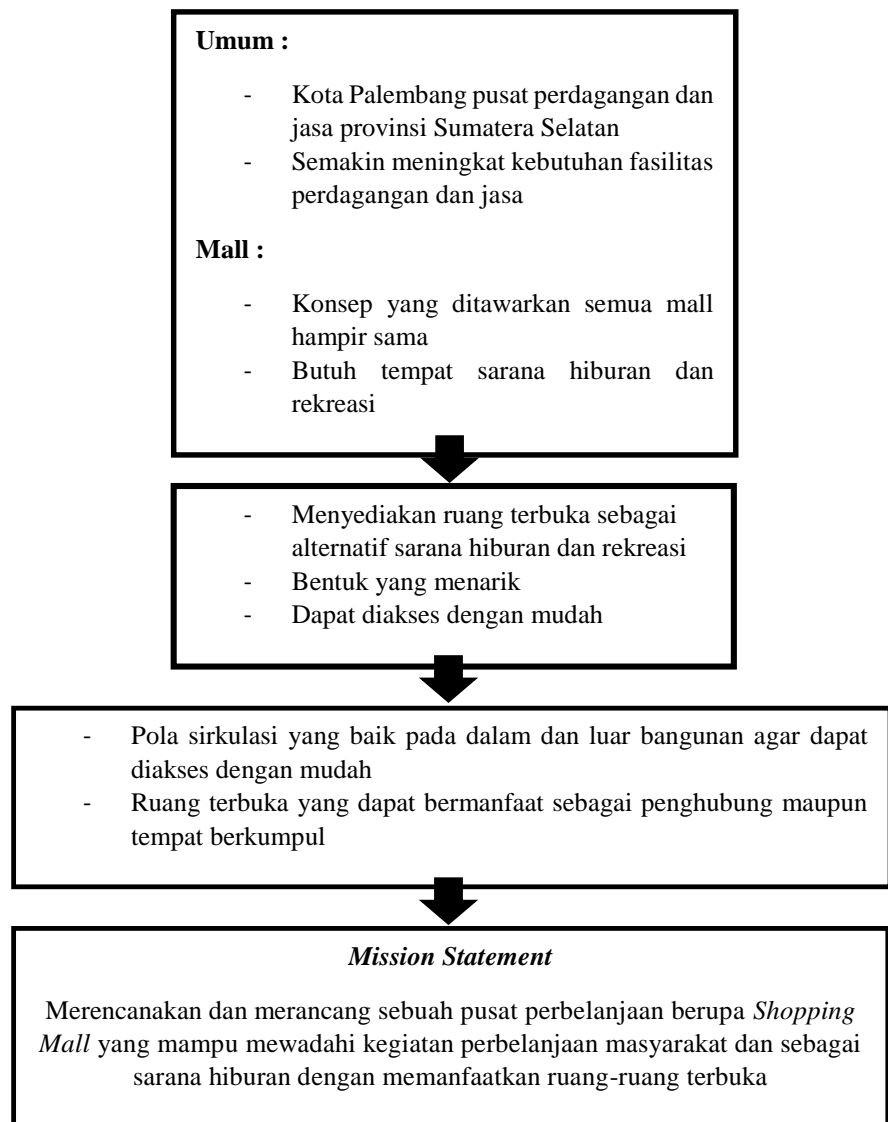 Umum :
- Kota Palembang pusat perdagangan dan
jasa provinsi Sumatera Selatan
- Semakin meningkat kebutuhan fasilitas
perdagangan dan jasa
Mall :
- Konsep yang ditawarkan semua mall
hampir sama
- Butuh tempat sarana hiburan dan
rekreasi
- Menyediakan ruang terbuka sebagai
alternatif sarana hiburan dan rekreasi
- Bentuk yang menarik
- Dapat diakses dengan mudah
- Pola sirkulasi yang baik pada dalam dan luar bangunan agar dapat
diakses dengan mudah
- Ruang terbuka yang dapat bermanfaat sebagai penghubung maupun
tempat berkumpul
Mission Statement
Merencanakan dan merancang sebuah pusat perbelanjaan berupa Shopping
Mall yang mampu mewadahi kegiatan perbelanjaan masyarakat dan sebagai
sarana hiburan dengan memanfaatkan ruang-ruang terbuka